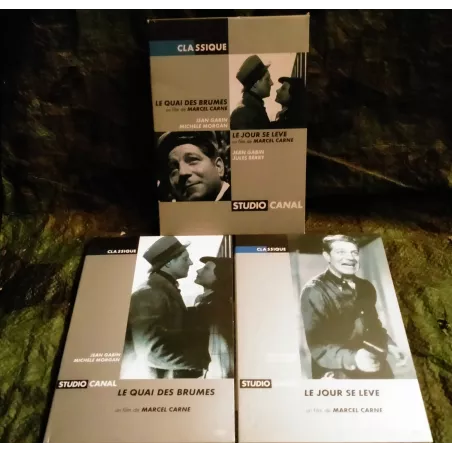 CLASSIQUE
LE QUAI DES BRUMES
un film de MARCEL CARNE
JEAN GABIN
MICHELE MORGAN
LE JOUR SE LEVE
un film de MARCEL CARNE
JEAN GABIN
JULES BERRY
STUDIO CANAL
CLASSIQUE
JEAN GABIN
MICHELE MORGAN
STUDIO CANAL
LE QUAI DES BRUMES
un film de MARCEL CARNE
CLASSIQUE
STUDIO
LE JOUR SE LEVE
un film de MARCEL CARNE